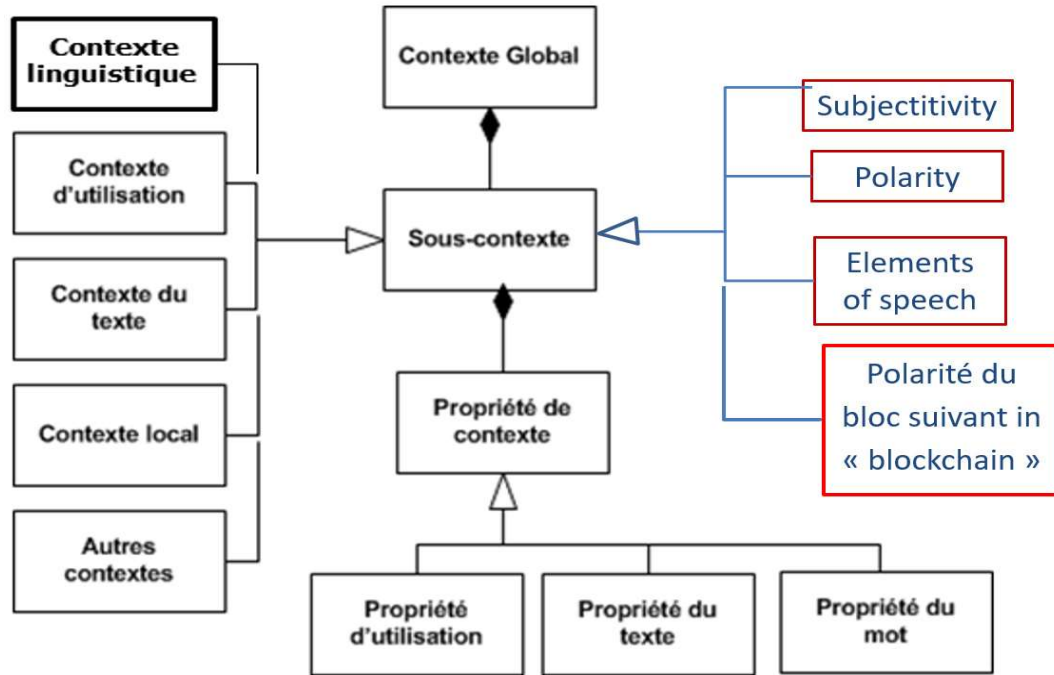 Contexte
linguistique
Contexte
d'utilisation
Contexte du
texte
Contexte local
Autres
contextes
Contexte Global
Sous-contexte
Propriété de
contexte
Propriété
d'utilisation
Propriété du
texte
Propriété du
mot
Subjectitivity
Polarity
Elements
of speech
Polarité du
bloc suivant in
« blockchain »